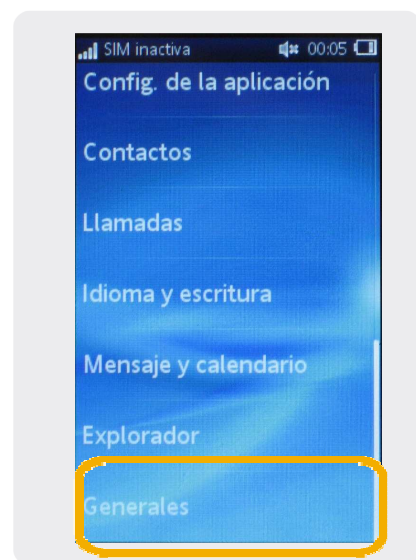 SIM inactiva 00:05
Config. de la aplicación
Contactos
Llamadas
Idioma y escritura
Mensaje y calendario
Explorador
Generales